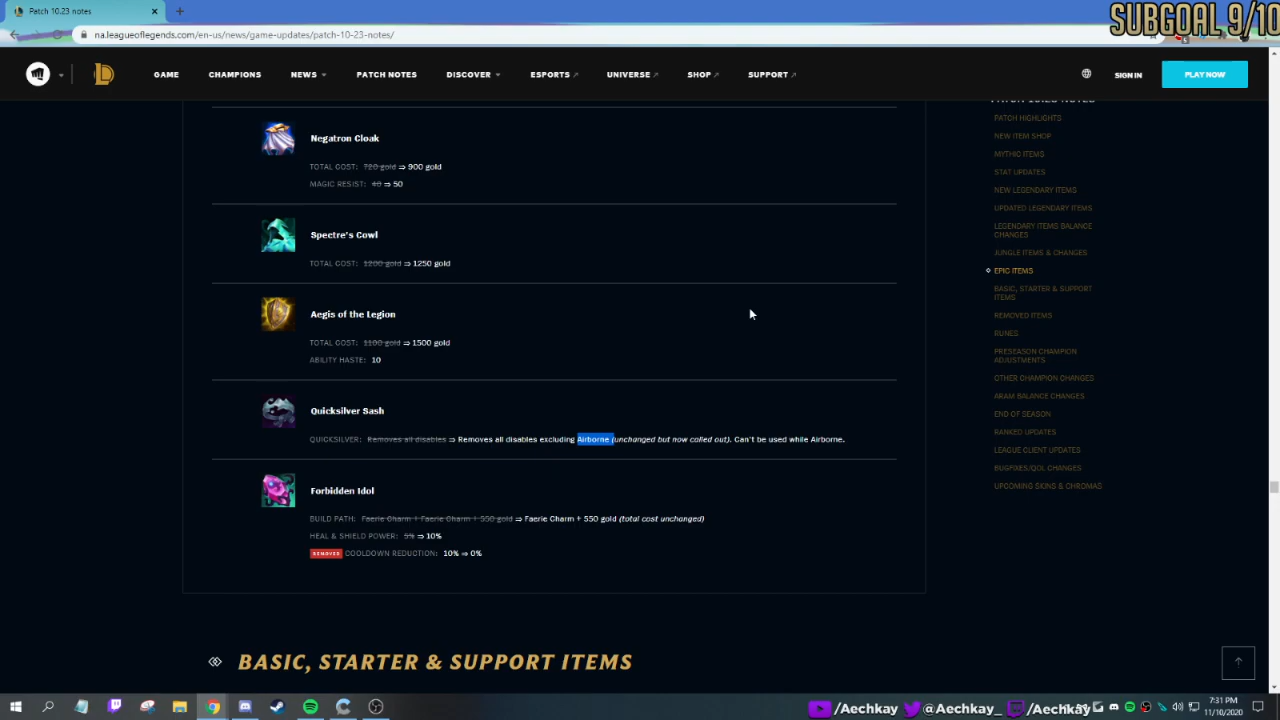 Patch 10.23 notes
SUBGOAL 9/10
na.leagueoflegends.com/en-us/news/game-updates/patch-10-23-notes/
GAME CHAMPIONS NEWS PATCH NOTES DISCOVER ESPORTS UNIVERSE SHOP SUPPORT SIGN IN PLAY NOW
Negatron Cloak
TOTAL COST: 720 gold ⇒ 900 gold
MAGIC RESIST: 40 ⇒ 50
Spectre's Cowl
TOTAL COST: 1200 gold ⇒ 1250 gold
Aegis of the Legion
TOTAL COST: 1100 gold ⇒ 1500 gold
ABILITY HASTE: 10
Quicksilver Sash
QUICKSILVER: Removes all disables ⇒ Removes all disables excluding Airborne (unchanged but now called out). Can't be used while Airborne.
Forbidden Idol
BUILD PATH: Faerie Charm + Faerie Charm + 550 gold ⇒ Faerie Charm + 550 gold (total cost unchanged)
HEAL & SHIELD POWER: 5% ⇒ 10%
REMOVED COOLDOWN REDUCTION: 10% ⇒ 0%
BASIC, STARTER & SUPPORT ITEMS
PATCH 10.23 NOTES
PATCH HIGHLIGHTS
NEW ITEM SHOP
MYTHIC ITEMS
STAT UPDATES
NEW LEGENDARY ITEMS
UPDATED LEGENDARY ITEMS
LEGENDARY ITEMS BALANCE
CHANGES
JUNGLE ITEMS & CHANGES
EPIC ITEMS
BASIC, STARTER & SUPPORT
ITEMS
REMOVED ITEMS
RUNES
PRESEASON CHAMPION
ADJUSTMENTS
OTHER CHAMPION CHANGES
ARAM BALANCE CHANGES
END OF SEASON
RANKED UPDATES
LEAGUE CLIENT UPDATES
BUGFIXES/QOL CHANGES
UPCOMING SKINS & CHROMAS
/Aechkay @Aechkay_ /Aechkay
7:31 PM
11/10/2020